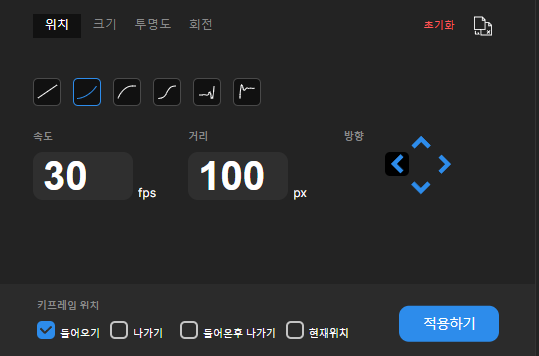 위치 크기 투명도 회전 초기화
속도 거리 방향
30 fps 100 px
키프레임 위치
들어오기 나가기 들어온후 나가기 현재위치
적용하기